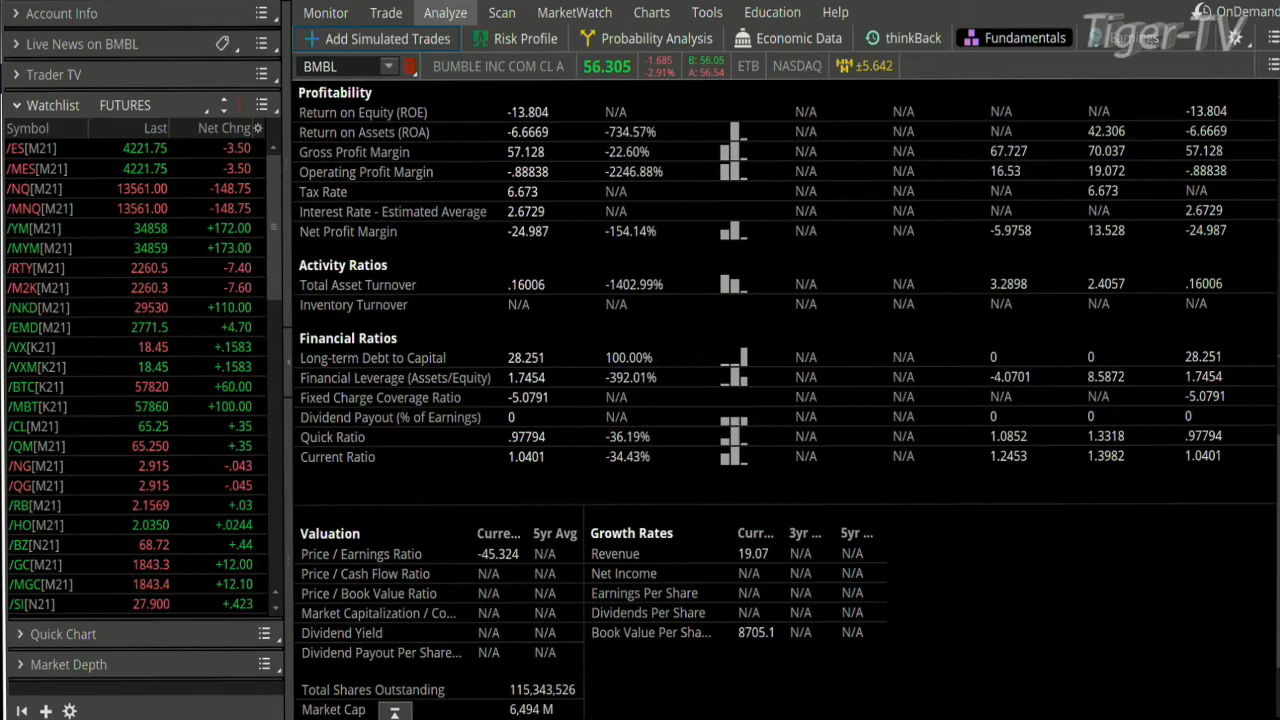 Account Info
Live News on BMBL
Trader TV
Watchlist FUTURES
Symbol Last Net Chng
/ES[M21] 4221.75 -3.50
/MES[M21] 4221.75 -3.50
/NQ[M21] 13561.00 -148.75
/MNQ[M21] 13561.00 -148.75
/YM[M21] 34858 +172.00
/MYM[M21] 34859 +173.00
/RTY[M21] 2260.5 -7.40
/M2K[M21] 2260.3 -7.60
/NKD[M21] 29530 +110.00
/EMD[M21] 2771.5 +4.70
/VX[K21] 18.45 +.1583
/VXM[K21] 18.45 +.1583
/BTC[K21] 57820 +60.00
/MBT[K21] 57860 +100.00
/CL[M21] 65.25 +.35
/QM[M21] 65.250 +.35
/NG[M21] 2.915 -.043
/QG[M21] 2.915 -.045
/RB[M21] 2.1569 +.03
/HO[M21] 2.0350 +.0244
/BZ[N21] 68.72 +.44
/GC[M21] 1843.3 +12.00
/MGC[M21] 1843.4 +12.10
/SI[N21] 27.900 +.423
Quick Chart
Market Depth
Monitor Trade Analyze Scan MarketWatch Charts Tools Education Help OnDeman
Tiger-TV
Add Simulated Trades Risk Profile Probability Analysis Economic Data thinkBack Fundamentals
BMBL BUMBLE INC COM CL A 56.305 -1.685 -2.91% B: 56.05 A: 56.54 ETB NASDAQ ±5.642
Profitability
Return on Equity (ROE) -13.804 N/A N/A N/A N/A N/A -13.804
Return on Assets (ROA) -6.6669 -734.57% N/A N/A N/A 42.306 -6.6669
Gross Profit Margin 57.128 -22.60% N/A N/A 67.727 70.037 57.128
Operating Profit Margin -.88838 -2246.88% N/A N/A 16.53 19.072 -.88838
Tax Rate 6.673 N/A N/A N/A N/A 6.673 N/A
Interest Rate - Estimated Average 2.6729 N/A N/A N/A N/A N/A 2.6729
Net Profit Margin -24.987 -154.14% N/A N/A -5.9758 13.528 -24.987
Activity Ratios
Total Asset Turnover .16006 -1402.99% N/A N/A 3.2898 2.4057 .16006
Inventory Turnover N/A N/A N/A N/A N/A N/A N/A
Financial Ratios
Long-term Debt to Capital 28.251 100.00% N/A N/A 0 0 28.251
Financial Leverage (Assets/Equity) 1.7454 -392.01% N/A N/A -4.0701 8.5872 1.7454
Fixed Charge Coverage Ratio -5.0791 N/A N/A N/A N/A N/A -5.0791
Dividend Payout (% of Earnings) 0 N/A N/A N/A 0 0 0
Quick Ratio .97794 -36.19% N/A N/A 1.0852 1.3318 .97794
Current Ratio 1.0401 -34.43% N/A N/A 1.2453 1.3982 1.0401
Valuation Curre... 5yr Avg
Price / Earnings Ratio -45.324 N/A
Price / Cash Flow Ratio N/A N/A
Price / Book Value Ratio N/A N/A
Market Capitalization / Co... N/A N/A
Dividend Yield N/A N/A
Dividend Payout Per Share... N/A N/A
Total Shares Outstanding 115,343,526
Market Cap 6,494 M
Growth Rates Curr... 3yr ... 5yr ...
Revenue 19.07 N/A N/A
Net Income N/A N/A N/A
Earnings Per Share N/A N/A N/A
Dividends Per Share N/A N/A N/A
Book Value Per Sha... 8705.1 N/A N/A